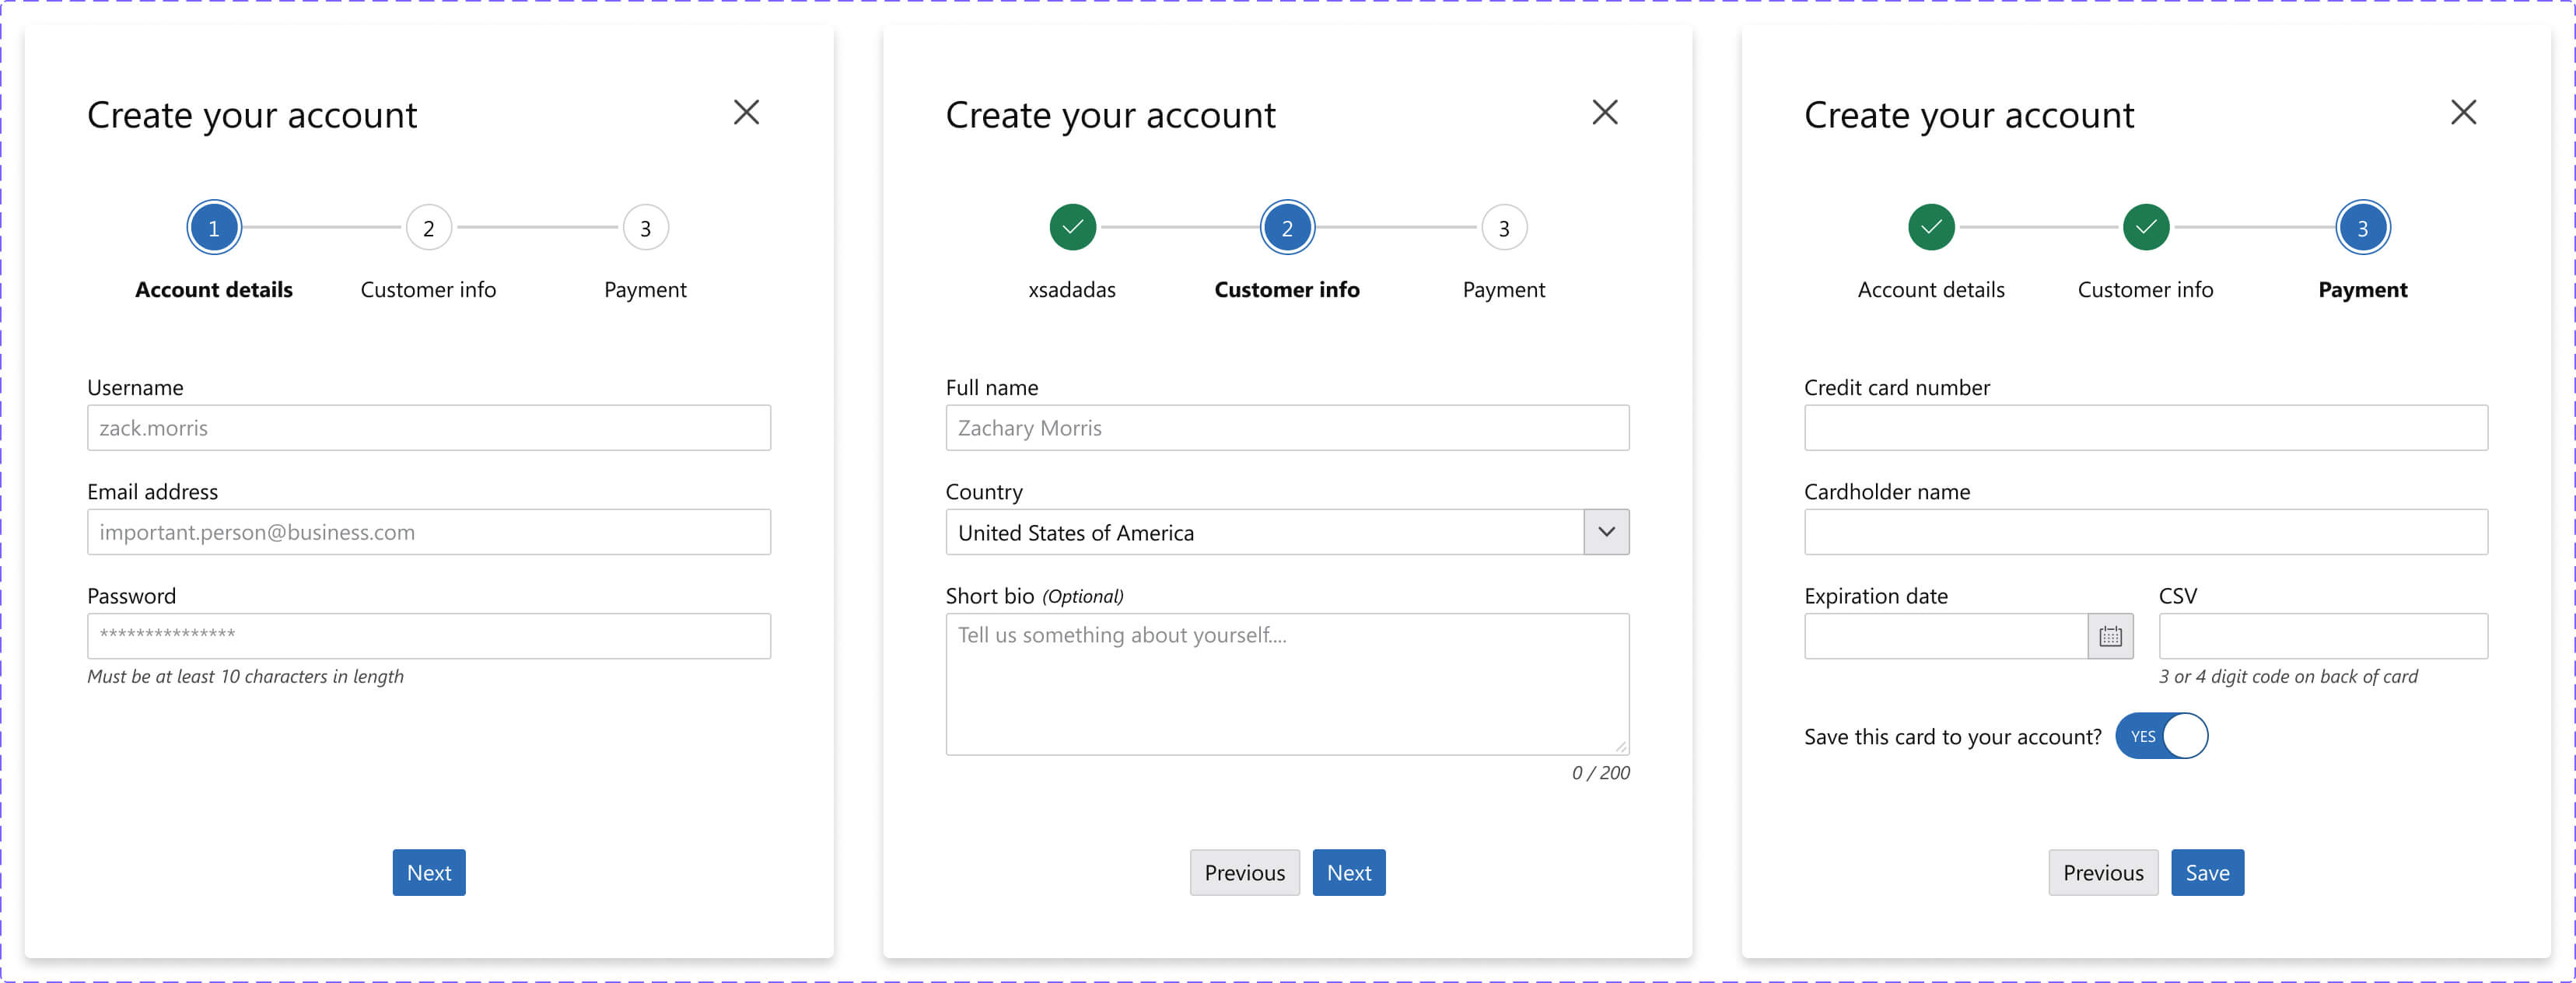 Create your account
1
2
3
Account details
Customer info
Payment
Username
zack.morris
Email address
important.person@business.com
Password
***************
Must be at least 10 characters in length
Next
Create your account
2
3
xsadadas
Customer info
Payment
Full name
Zachary Morris
Country
United States of America
Short bio (Optional)
Tell us something about yourself....
0 / 200
Previous
Next
Create your account
3
Account details
Customer info
Payment
Credit card number
Cardholder name
Expiration date
CSV
3 or 4 digit code on back of card
Save this card to your account?
YES
Previous
Save